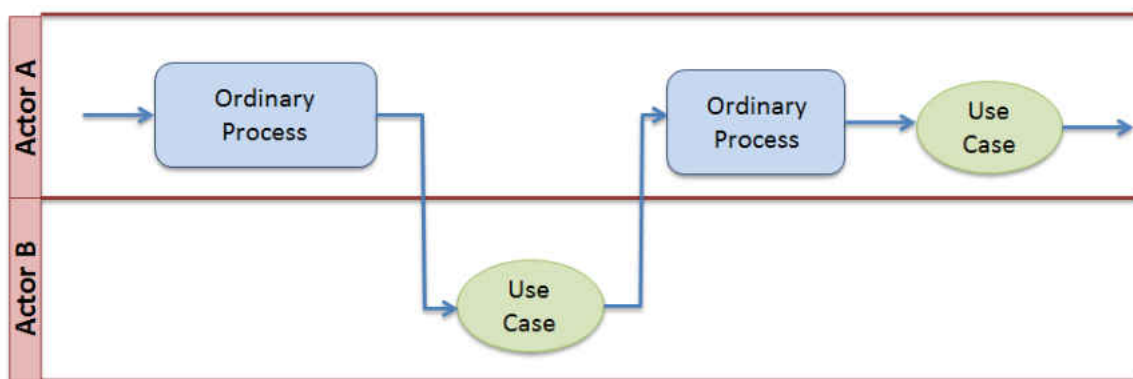 Actor A
Ordinary
Process
Ordinary
Process
Use
Case
Actor B
Use
Case